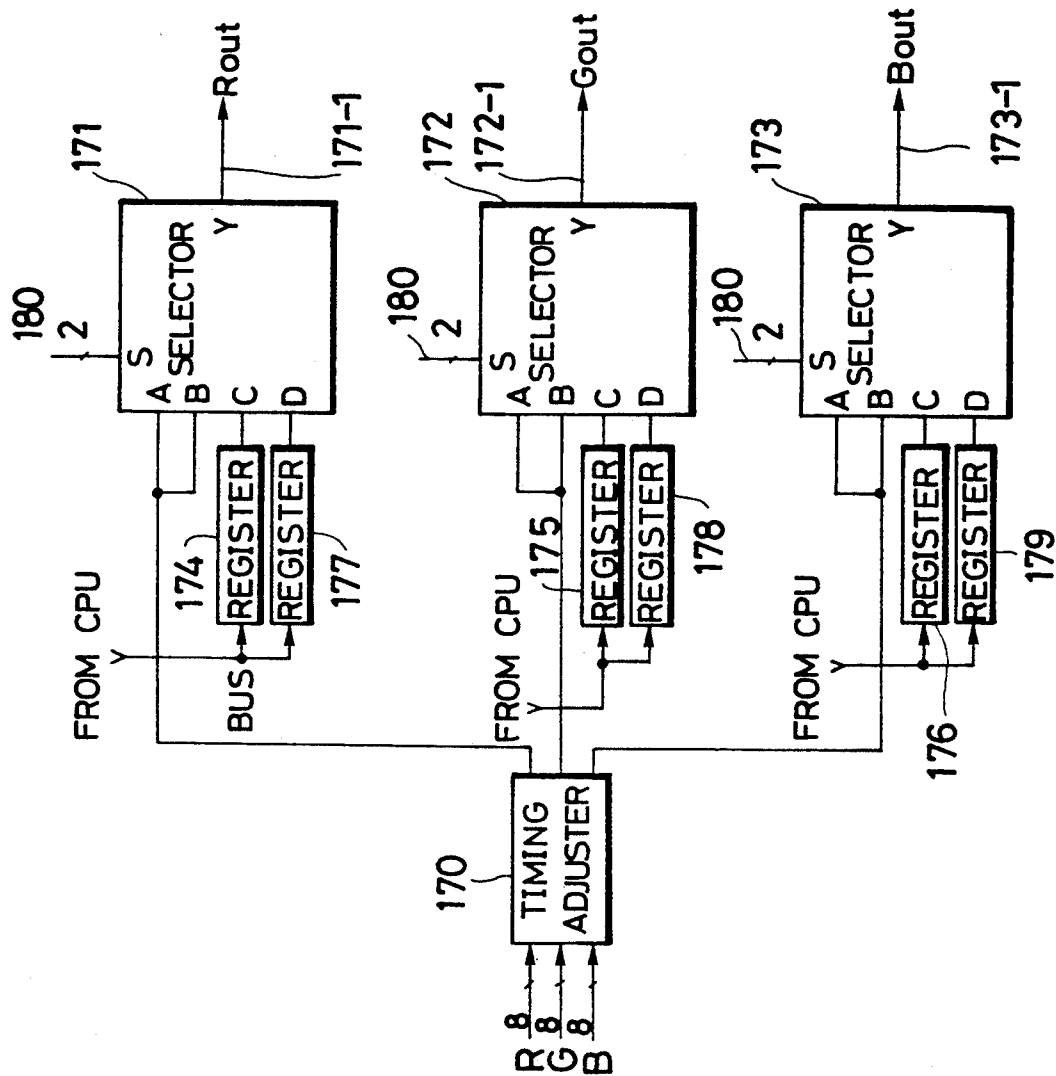 180
2
171
S
A
SELECTOR
B
Y
C
D
Rout
171-1
FROM CPU
BUS
174
REGISTER
REGISTER
177
180
2
172
172-1
S
A
SELECTOR
B
Y
C
D
Gout
FROM CPU
175
REGISTER
REGISTER
178
170
TIMING
ADJUSTER
R 8
G 8
B 8
180
2
173
S
A
SELECTOR
B
Y
C
D
Bout
173-1
FROM CPU
REGISTER
REGISTER
176
179